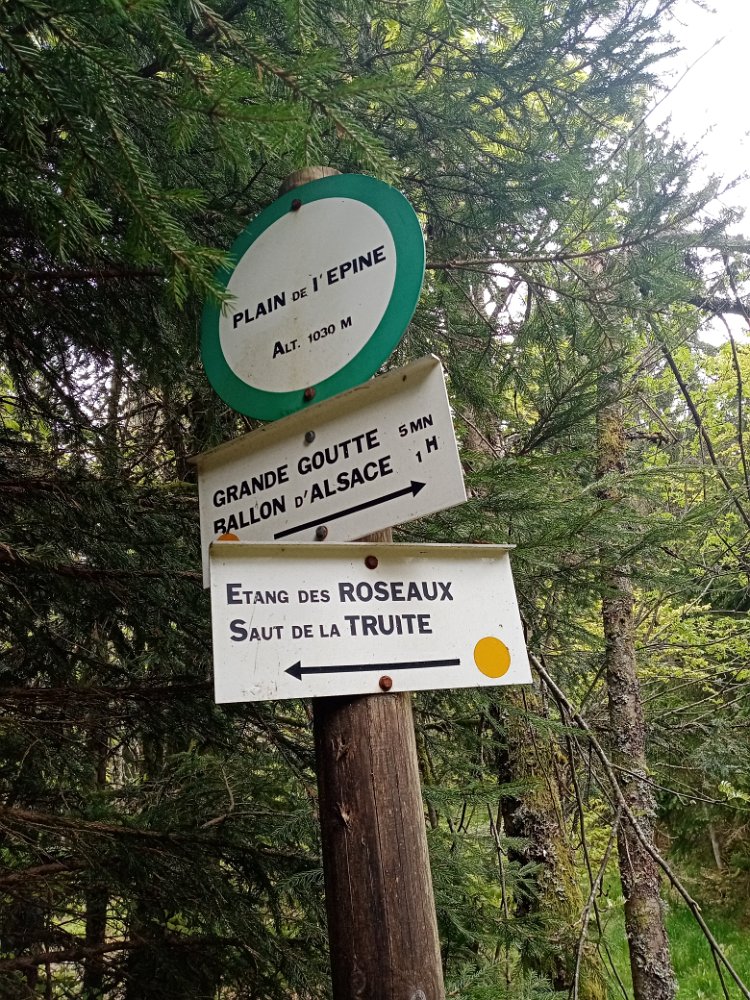 PLAIN DE l'EPINE
ALT. 1030 M
GRANDE GOUTTE 5 MN
BALLON D'ALSACE 1 H
ETANG DES ROSEAUX
SAUT DE LA TRUITE